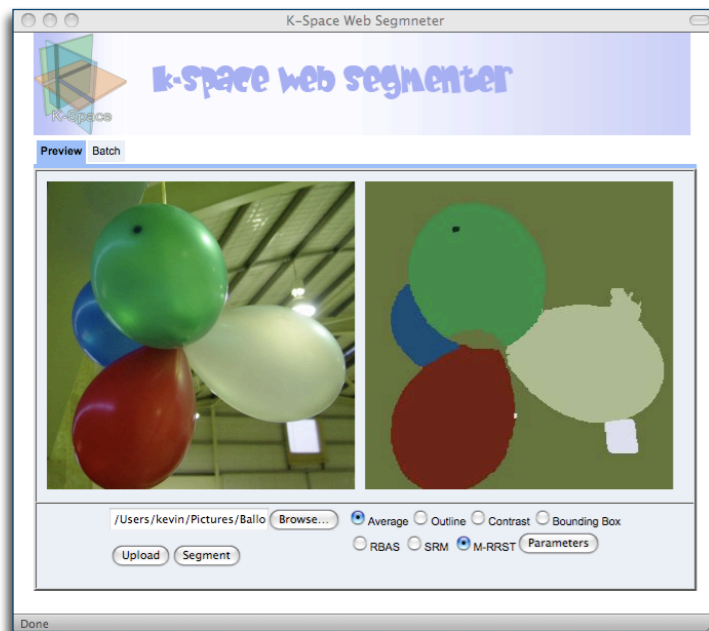 K-Space Web Segmneter
K-Space
k-space web segmenter
Preview Batch
/Users/kevin/Pictures/Ballo Browse... Average Outline Contrast Bounding Box
RBAS SRM M-RRST Parameters
Upload Segment
Done